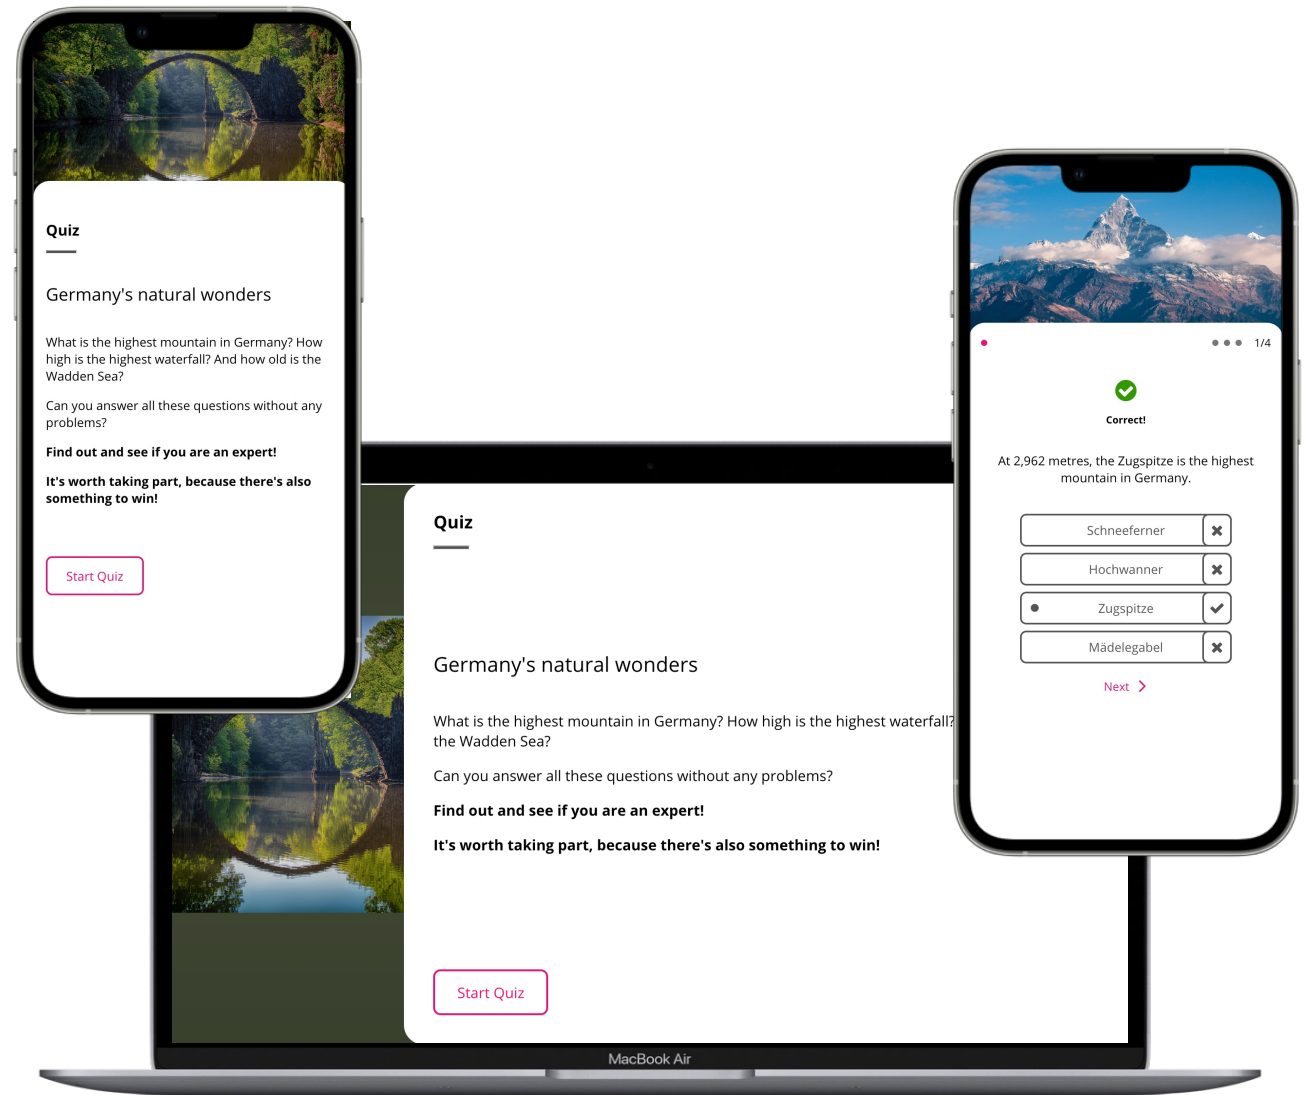 Quiz
Germany's natural wonders
What is the highest mountain in Germany? How
high is the highest waterfall? And how old is the
Wadden Sea?
Can you answer all these questions without any
problems?
Find out and see if you are an expert!
It's worth taking part, because there's also
something to win!
Start Quiz
1/4
Correct!
At 2,962 metres, the Zugspitze is the highest
mountain in Germany.
Schneeferner
Hochwanner
Zugspitze
Mädelegabel
Next
Quiz
Germany's natural wonders
What is the highest mountain in Germany? How high is the highest waterfall?
the Wadden Sea?
Can you answer all these questions without any problems?
Find out and see if you are an expert!
It's worth taking part, because there's also something to win!
Start Quiz
MacBook Air